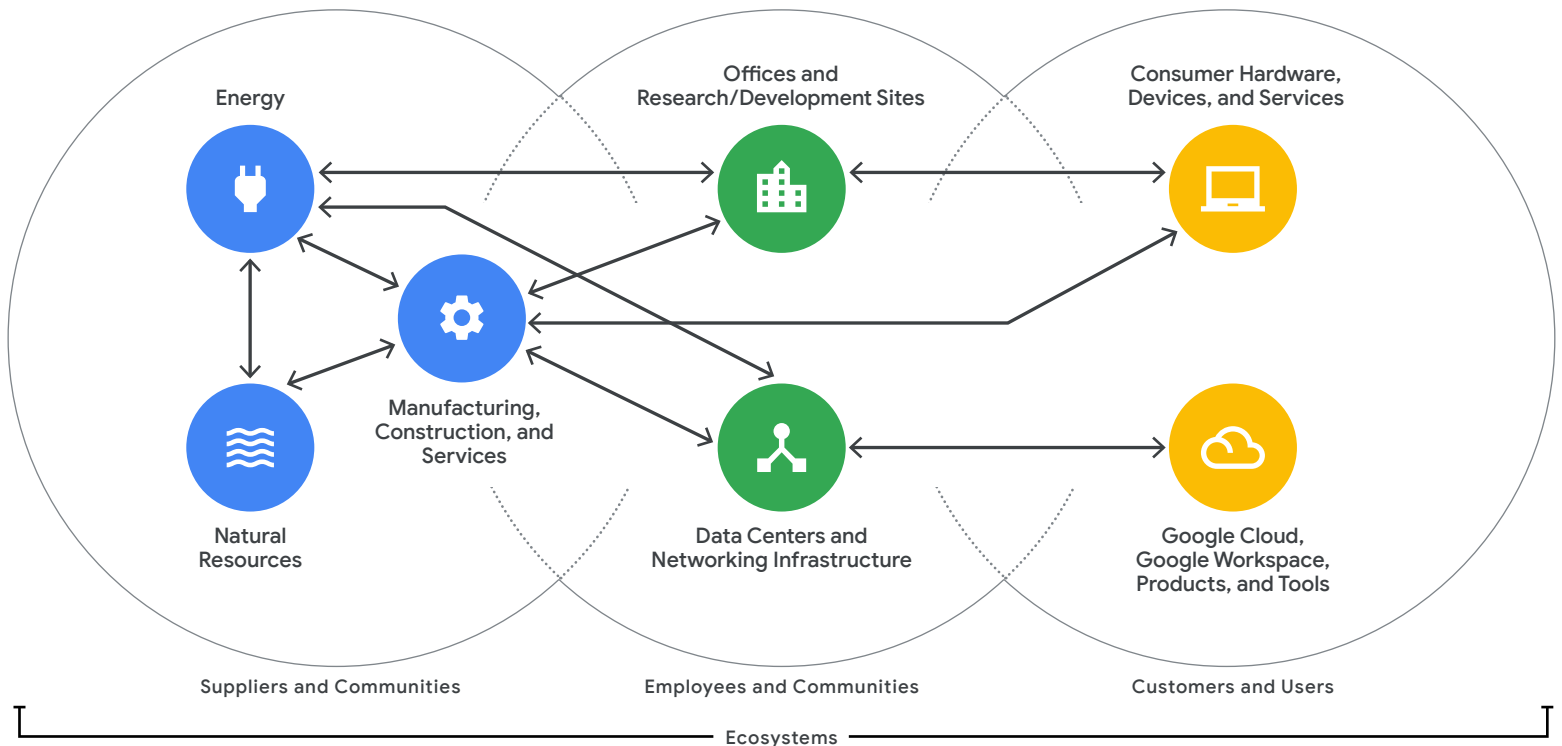 Energy
Offices and
Research/Development Sites
Consumer Hardware,
Devices, and Services
Manufacturing,
Construction, and
Services
Natural
Resources
Data Centers and
Networking Infrastructure
Google Cloud,
Google Workspace,
Products, and Tools
Suppliers and Communities
Employees and Communities
Customers and Users
Ecosystems